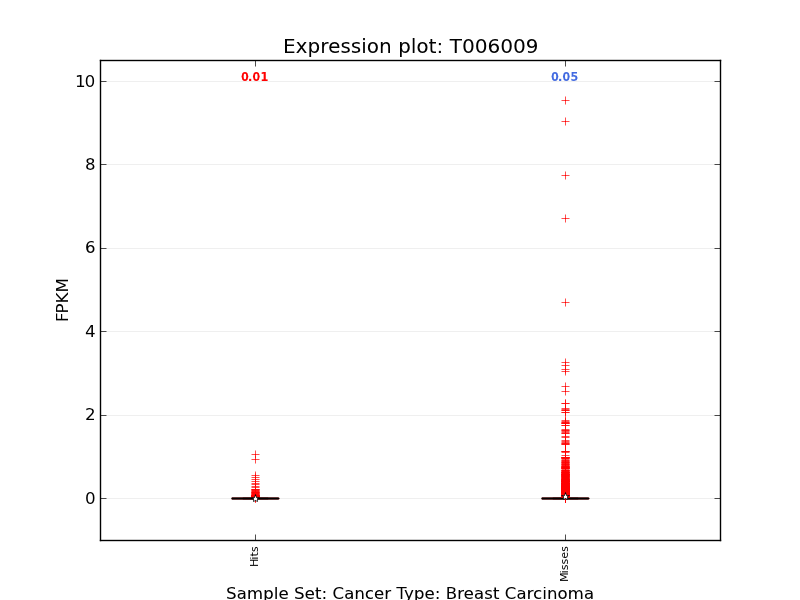 Expression plot: T006009
0.01
0.05
10
8
6
4
2
0
FPKM
Hits
Misses
Sample Set: Cancer Type: Breast Carcinoma